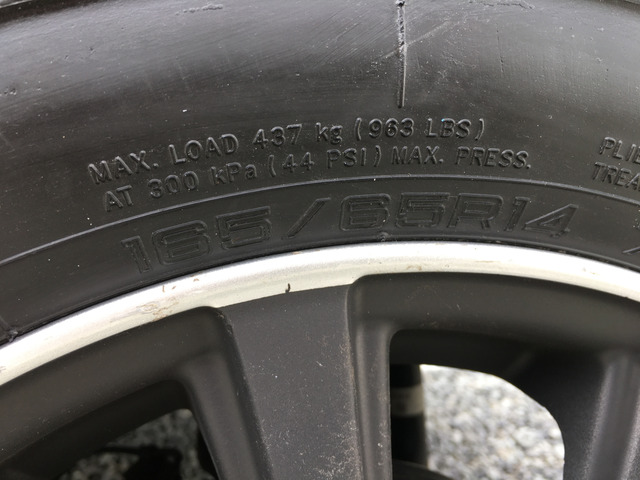 MAX. LOAD 437 kg (963 LBS)
AT 300 kPa (44 PSI) MAX. PRESS.
165/65R14